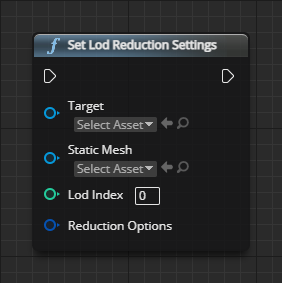 f Set Lod Reduction Settings
Target
Select Asset
Static Mesh
Select Asset
Lod Index 0
Reduction Options